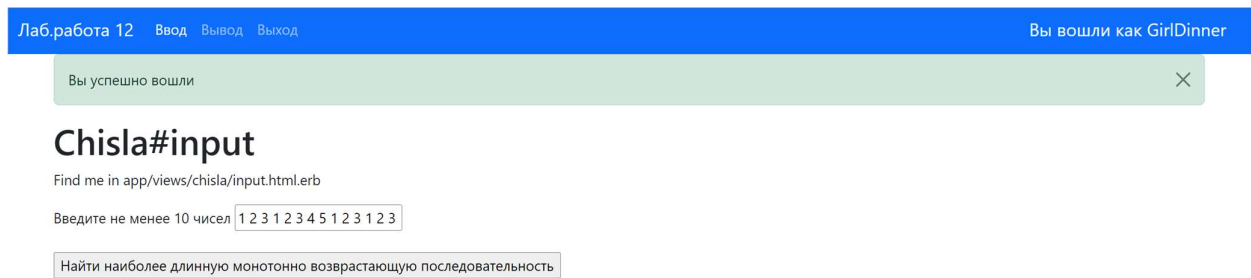 Лаб.работа 12 Ввод Вывод Выход Вы вошли как GirlDinner
Вы успешно вошли
Chisla#input
Find me in app/views/chisla/input.html.erb
Введите не менее 10 чисел 1 2 3 1 2 3 4 5 1 2 3 1 2 3
Найти наиболее длинную монотонно возврастающую последовательность